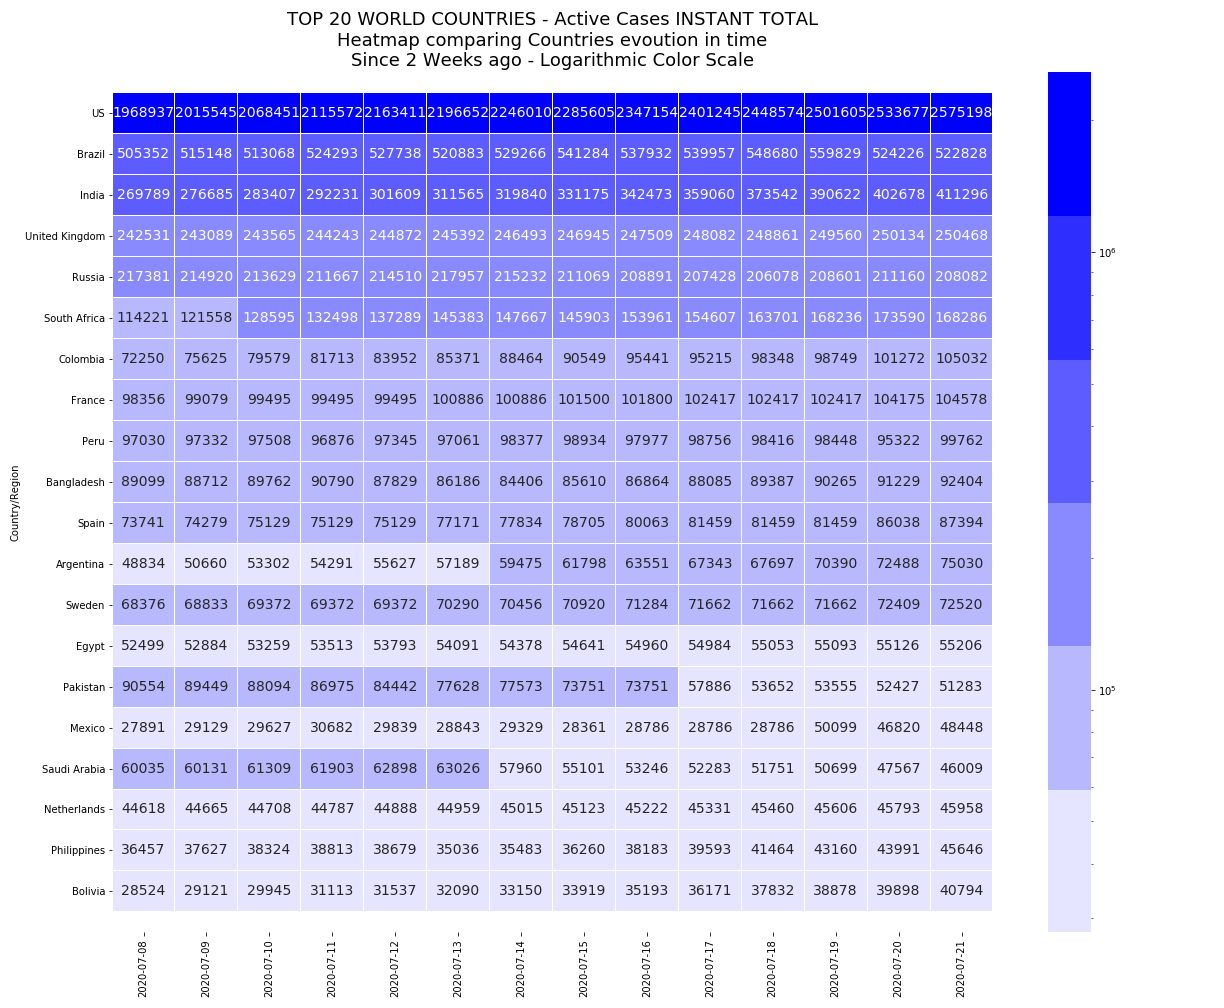 TOP 20 WORLD COUNTRIES - Active Cases INSTANT TOTAL
Heatmap comparing Countries evoution in time
Since 2 Weeks ago - Logarithmic Color Scale
Country/Region
US 1968937 2015545 2068451 2115572 2163411 2196652 2246010 2285605 2347154 2401245 2448574 2501605 2533677 2575198
Brazil 505352 515148 513068 524293 527738 520883 529266 541284 537932 539957 548680 559829 524226 522828
India 269789 276685 283407 292231 301609 311565 319840 331175 342473 359060 373542 390622 402678 411296
United Kingdom 242531 243089 243565 244243 244872 245392 246493 246945 247509 248082 248861 249560 250134 250468
Russia 217381 214920 213629 211667 214510 217957 215232 211069 208891 207428 206078 208601 211160 208082
South Africa 114221 121558 128595 132498 137289 145383 147667 145903 153961 154607 163701 168236 173590 168286
Colombia 72250 75625 79579 81713 83952 85371 88464 90549 95441 95215 98348 98749 101272 105032
France 98356 99079 99495 99495 99495 100886 100886 101500 101800 102417 102417 102417 104175 104578
Peru 97030 97332 97508 96876 97345 97061 98377 98934 97977 98756 98416 98448 95322 99762
Bangladesh 89099 88712 89762 90790 87829 86186 84406 85610 86864 88085 89387 90265 91229 92404
Spain 73741 74279 75129 75129 75129 77171 77834 78705 80063 81459 81459 81459 86038 87394
Argentina 48834 50660 53302 54291 55627 57189 59475 61798 63551 67343 67697 70390 72488 75030
Sweden 68376 68833 69372 69372 69372 70290 70456 70920 71284 71662 71662 71662 72409 72520
Egypt 52499 52884 53259 53513 53793 54091 54378 54641 54960 54984 55053 55093 55126 55206
Pakistan 90554 89449 88094 86975 84442 77628 77573 73751 73751 57886 53652 53555 52427 51283
Mexico 27891 29129 29627 30682 29839 28843 29329 28361 28786 28786 28786 50099 46820 48448
Saudi Arabia 60035 60131 61309 61903 62898 63026 57960 55101 53246 52283 51751 50699 47567 46009
Netherlands 44618 44665 44708 44787 44888 44959 45015 45123 45222 45331 45460 45606 45793 45958
Philippines 36457 37627 38324 38813 38679 35036 35483 36260 38183 39593 41464 43160 43991 45646
Bolivia 28524 29121 29945 31113 31537 32090 33150 33919 35193 36171 37832 38878 39898 40794
2020-07-08 2020-07-09 2020-07-10 2020-07-11 2020-07-12 2020-07-13 2020-07-14 2020-07-15 2020-07-16 2020-07-17 2020-07-18 2020-07-19 2020-07-20 2020-07-21
10⁶
10⁵